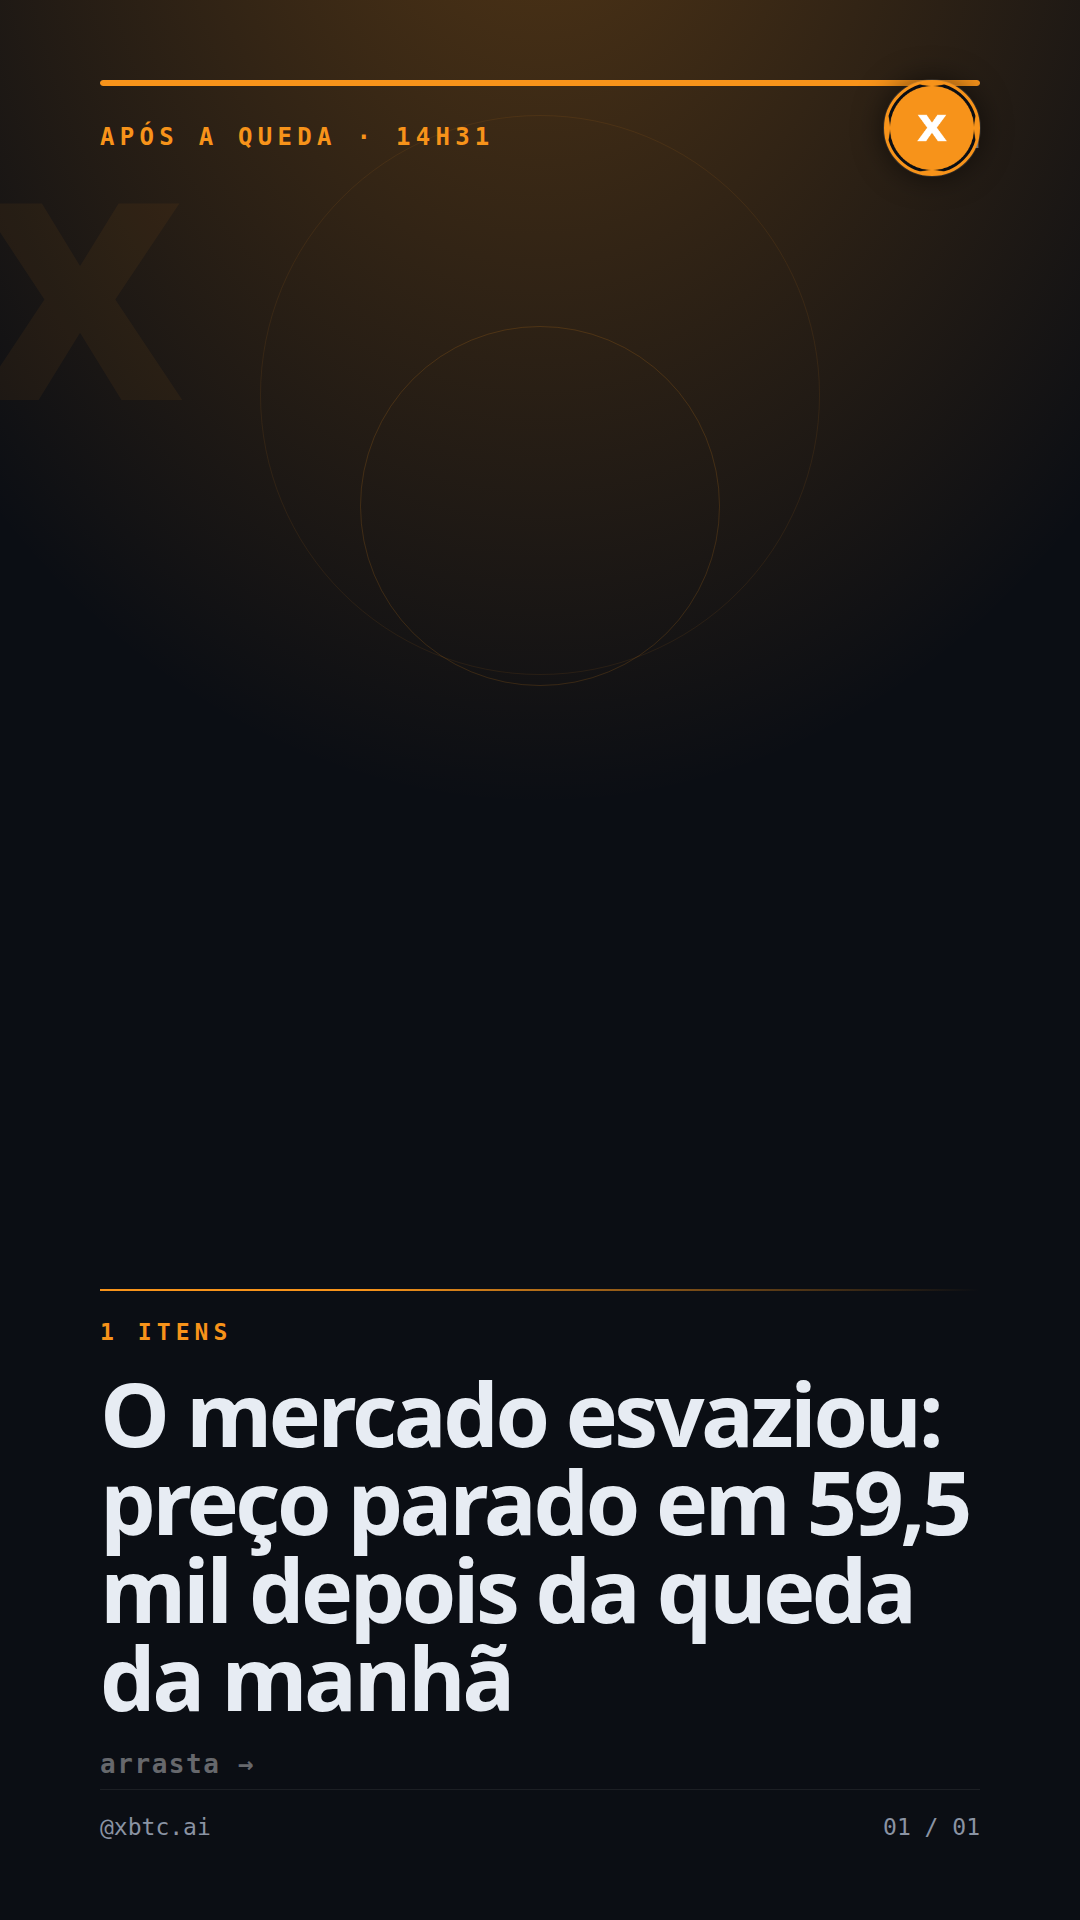 APÓS A QUEDA · 14H31
X
X
1 ITENS
O mercado esvaziou:
preço parado em 59,5
mil depois da queda
da manhã
arrasta →
@xbtc.ai
01 / 01